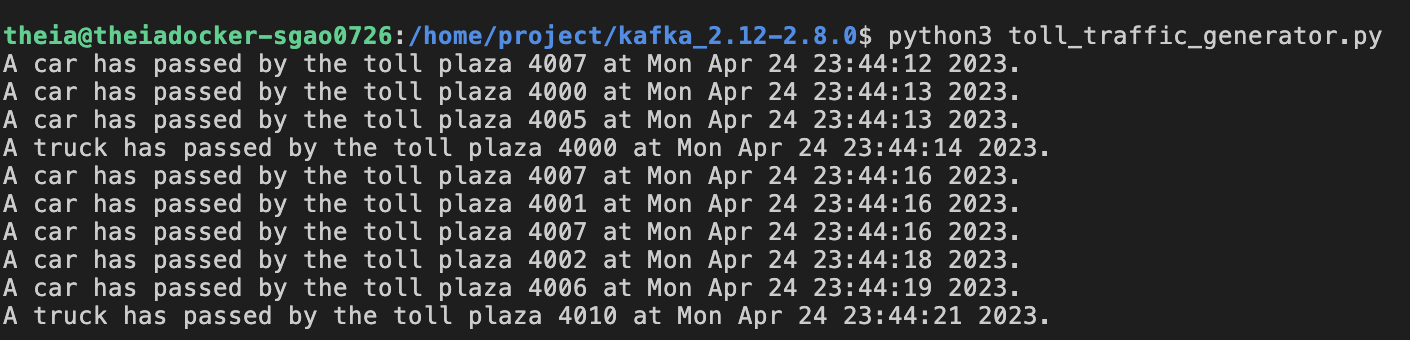 theia@theiadocker-sgao0726:/home/project/kafka_2.12-2.8.0$ python3 toll_traffic_generator.py
A car has passed by the toll plaza 4007 at Mon Apr 24 23:44:12 2023.
A car has passed by the toll plaza 4000 at Mon Apr 24 23:44:13 2023.
A car has passed by the toll plaza 4005 at Mon Apr 24 23:44:13 2023.
A truck has passed by the toll plaza 4000 at Mon Apr 24 23:44:14 2023.
A car has passed by the toll plaza 4007 at Mon Apr 24 23:44:16 2023.
A car has passed by the toll plaza 4001 at Mon Apr 24 23:44:16 2023.
A car has passed by the toll plaza 4007 at Mon Apr 24 23:44:16 2023.
A car has passed by the toll plaza 4002 at Mon Apr 24 23:44:18 2023.
A car has passed by the toll plaza 4006 at Mon Apr 24 23:44:19 2023.
A truck has passed by the toll plaza 4010 at Mon Apr 24 23:44:21 2023.